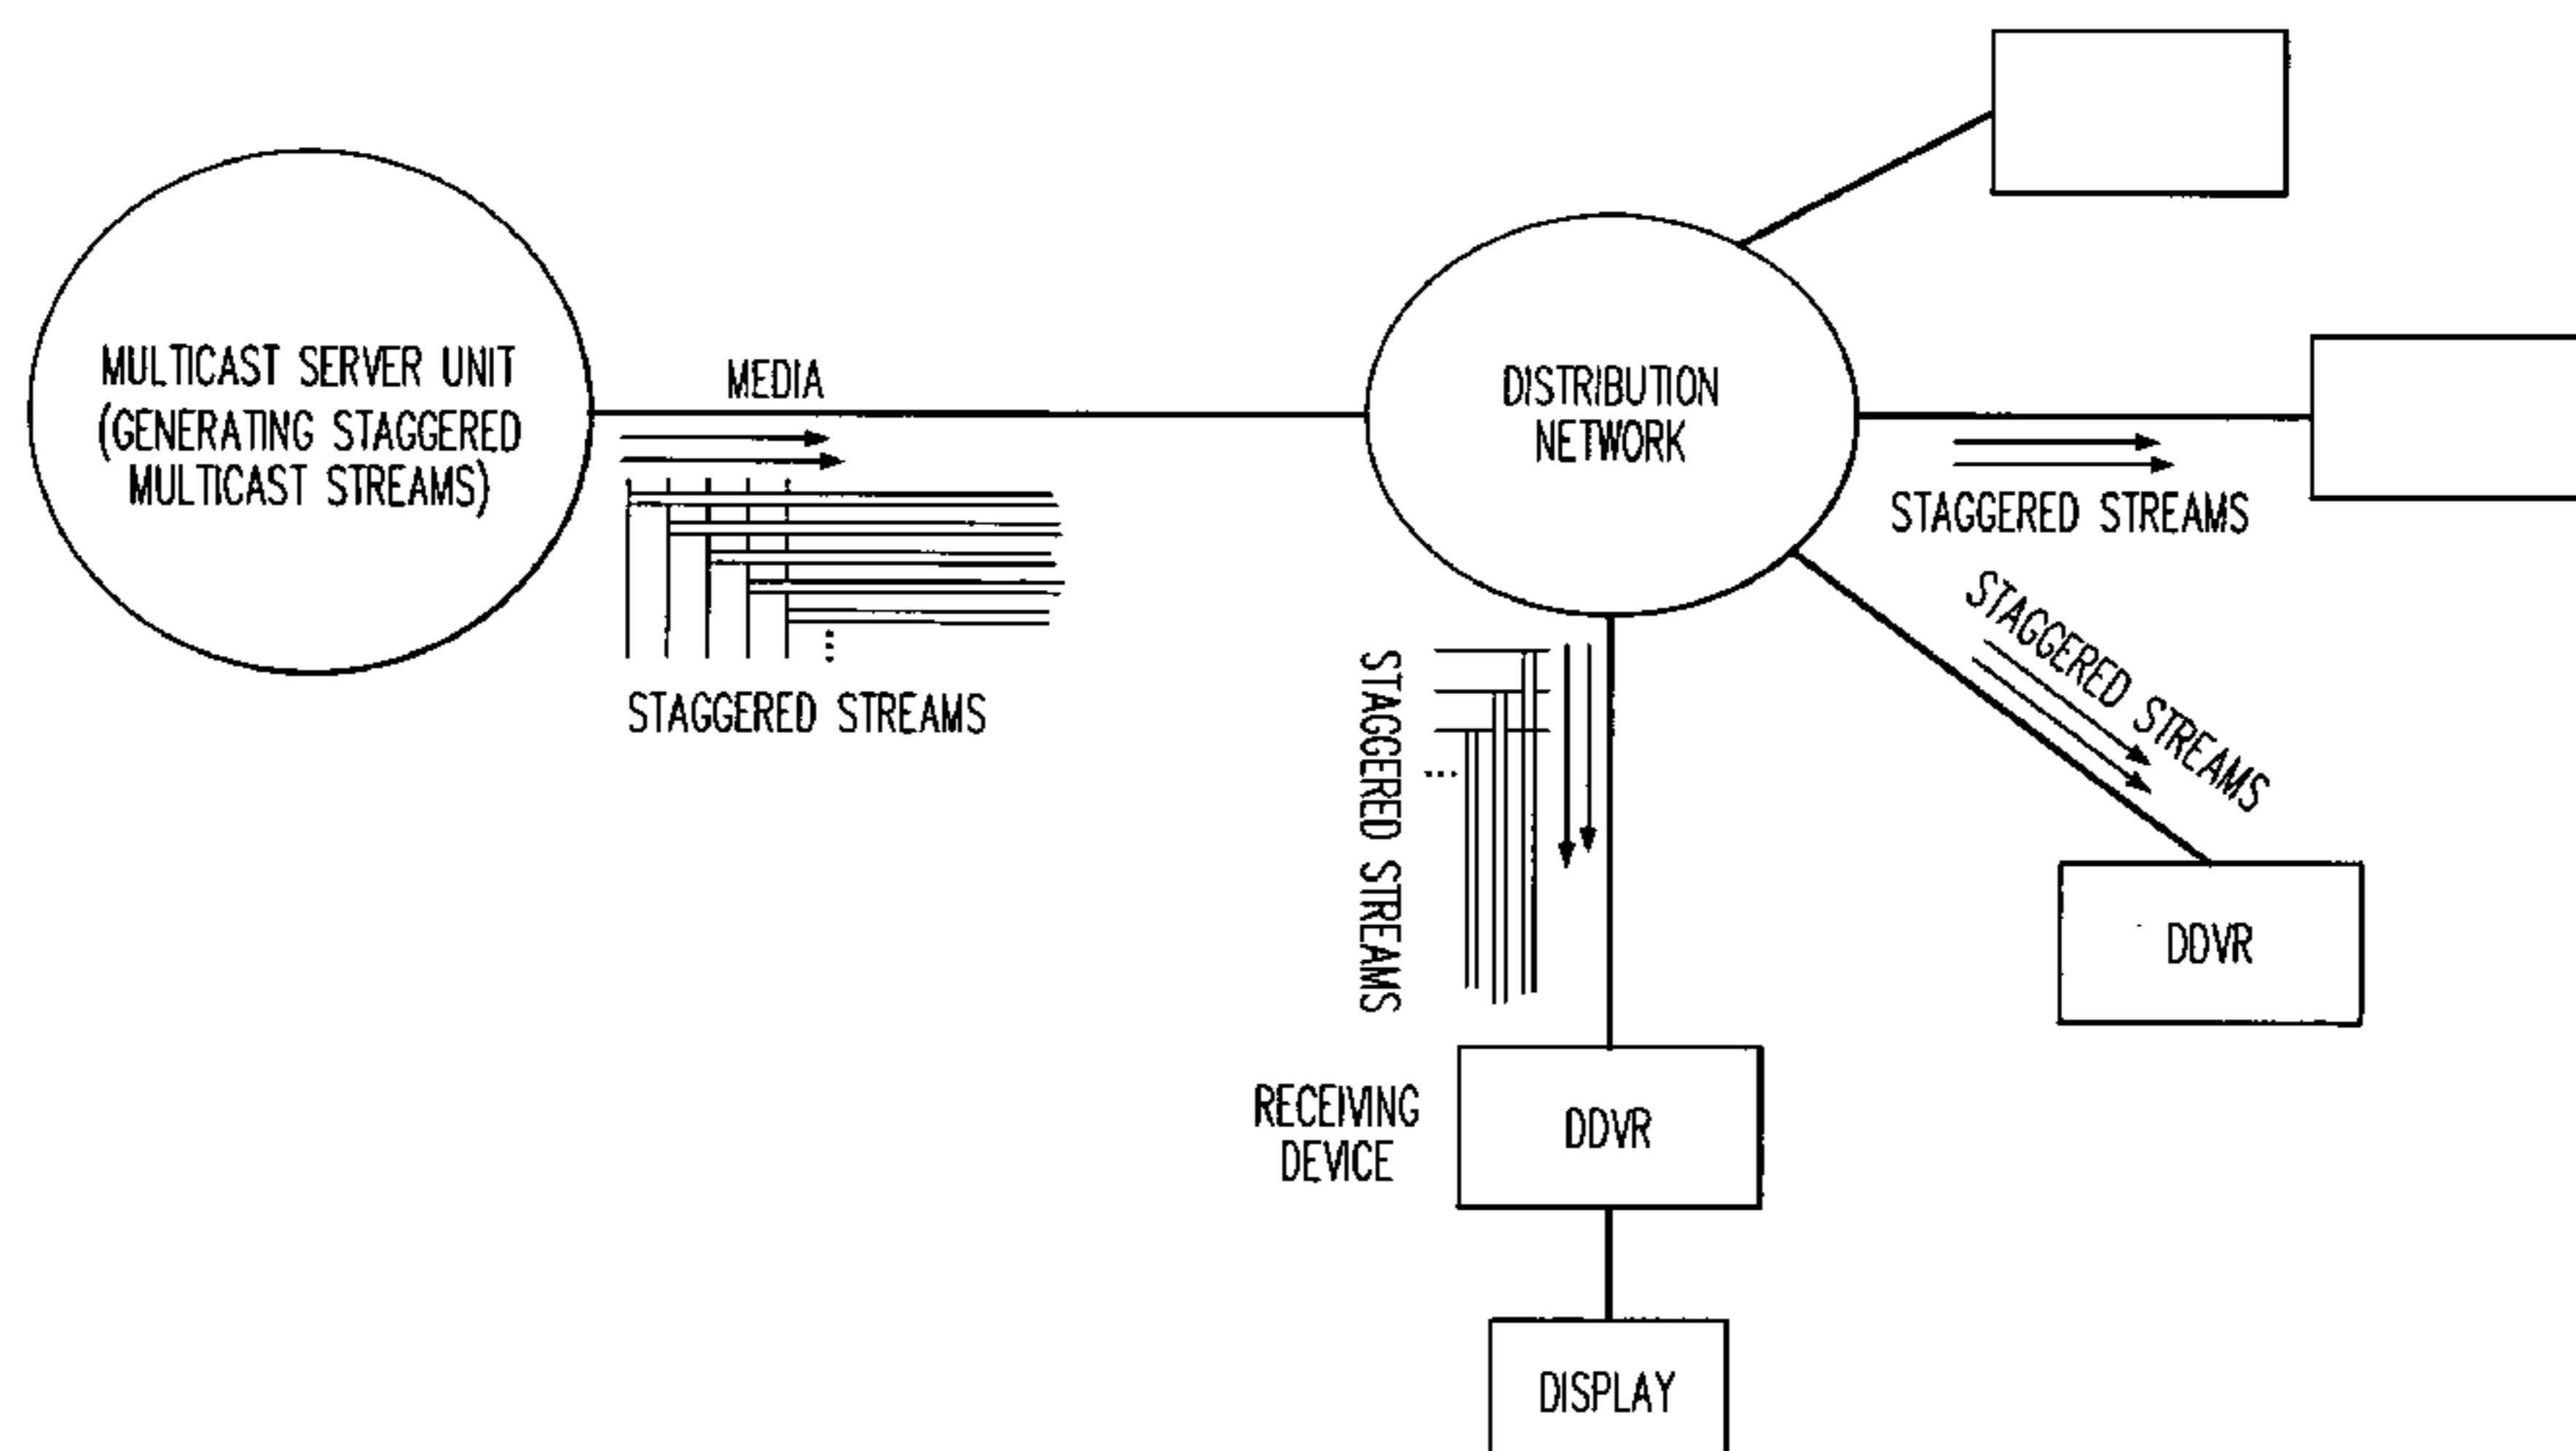 MULTICAST SERVER UNIT
(GENERATING STAGGERED
MULTICAST STREAMS)
MEDIA
STAGGERED STREAMS
DISTRIBUTION
NETWORK
STAGGERED STREAMS
STAGGERED STREAMS
STAGGERED STREAMS
DDVR
RECEIVING
DEVICE
DDVR
DISPLAY